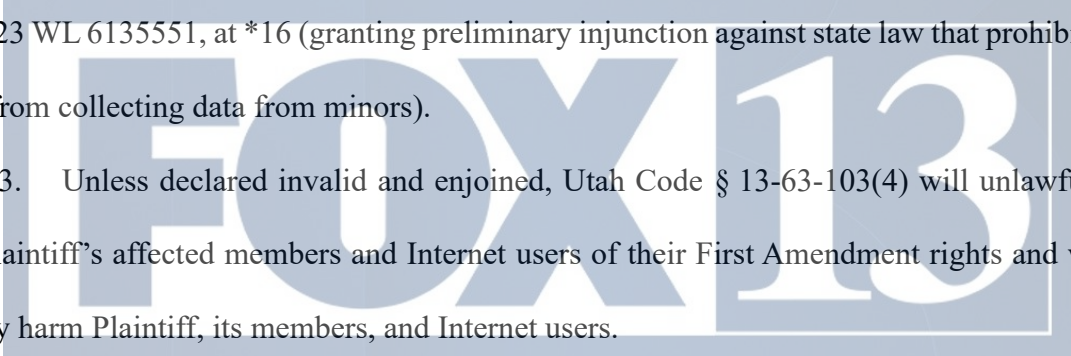 23 WL 6135551, at *16 (granting preliminary injunction against state law that prohib
from collecting data from minors).
3. Unless declared invalid and enjoined, Utah Code § 13-63-103(4) will unlawf
laintiff’s affected members and Internet users of their First Amendment rights and
y harm Plaintiff, its members, and Internet users.
FOX 13